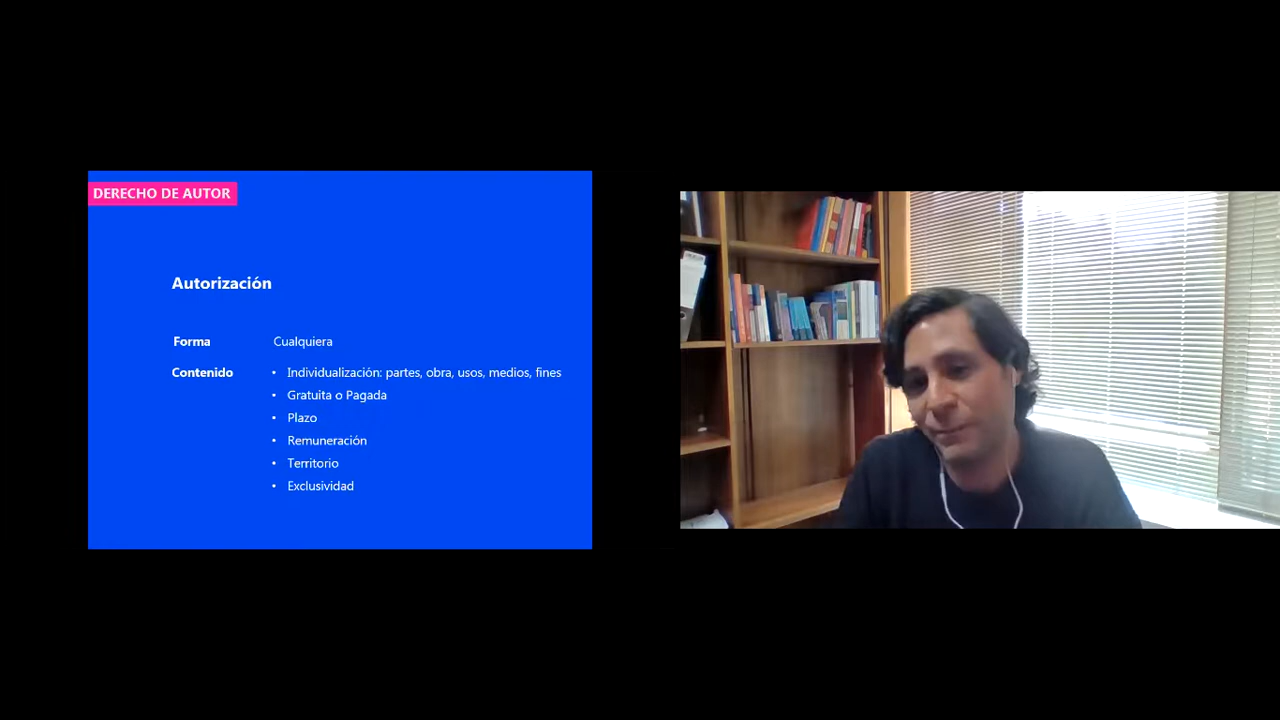 DERECHO DE AUTOR
Autorización
Forma Cualquiera
Contenido • Individualización: partes, obra, usos, medios, fines
• Gratuita o Pagada
• Plazo
• Remuneración
• Territorio
• Exclusividad